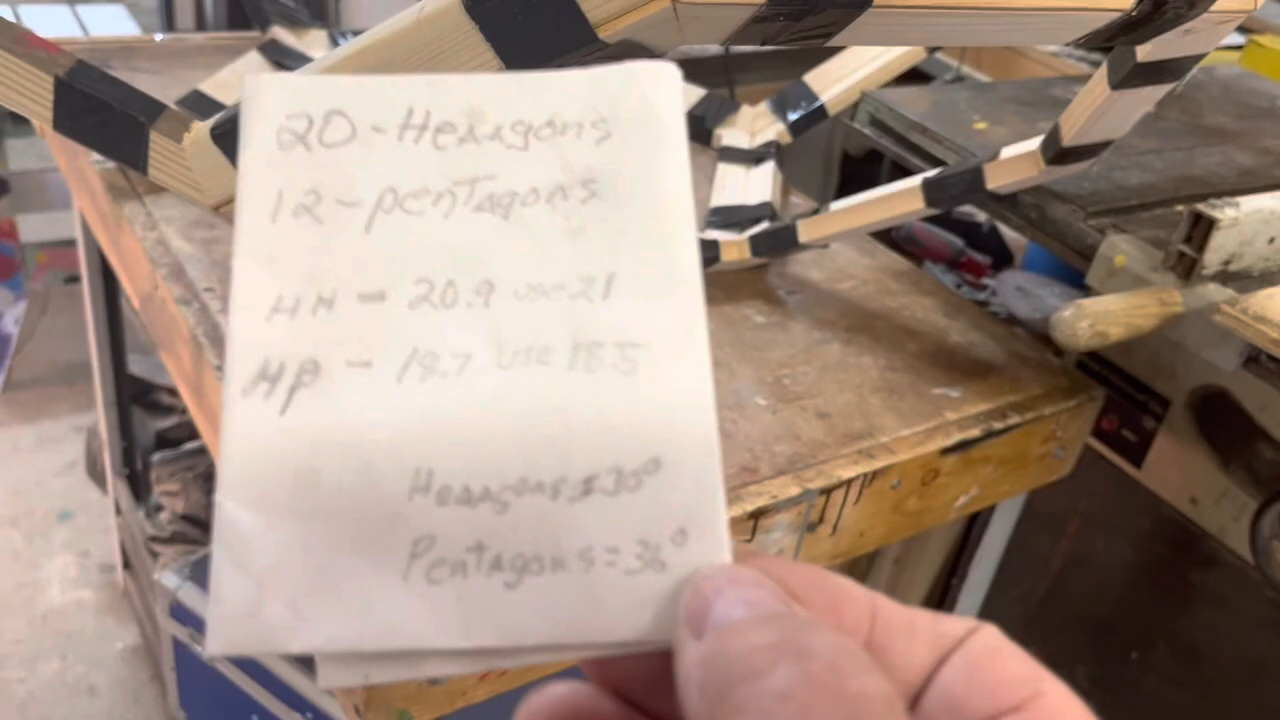 20-Hexagons
12-pentagons
HH - 20.9 use 21
HP - 18.7 use 18.5
Hexagons = 30°
Pentagons = 36°